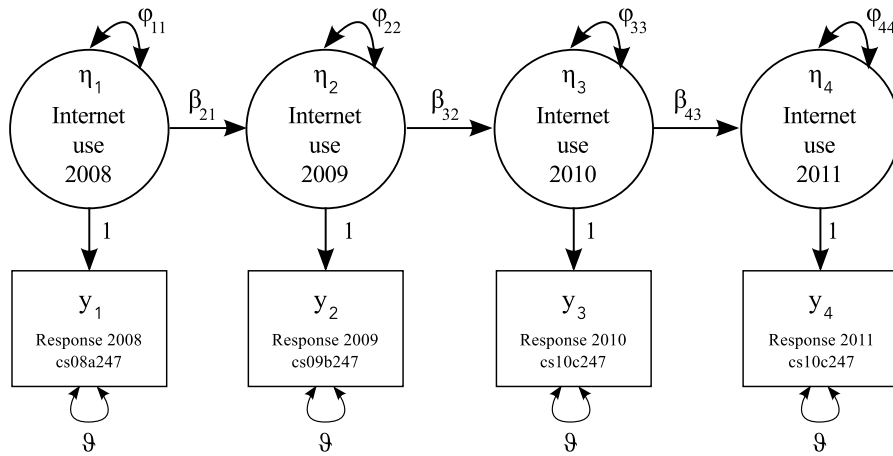 φ11
φ22
φ33
φ44
η1
Internet
use
2008
β21
η2
Internet
use
2009
β32
η3
Internet
use
2010
β43
η4
Internet
use
2011
1
1
1
1
y1
Response 2008
cs08a247
y2
Response 2009
cs09b247
y3
Response 2010
cs10c247
y4
Response 2011
cs10c247
ϑ
ϑ
ϑ
ϑ